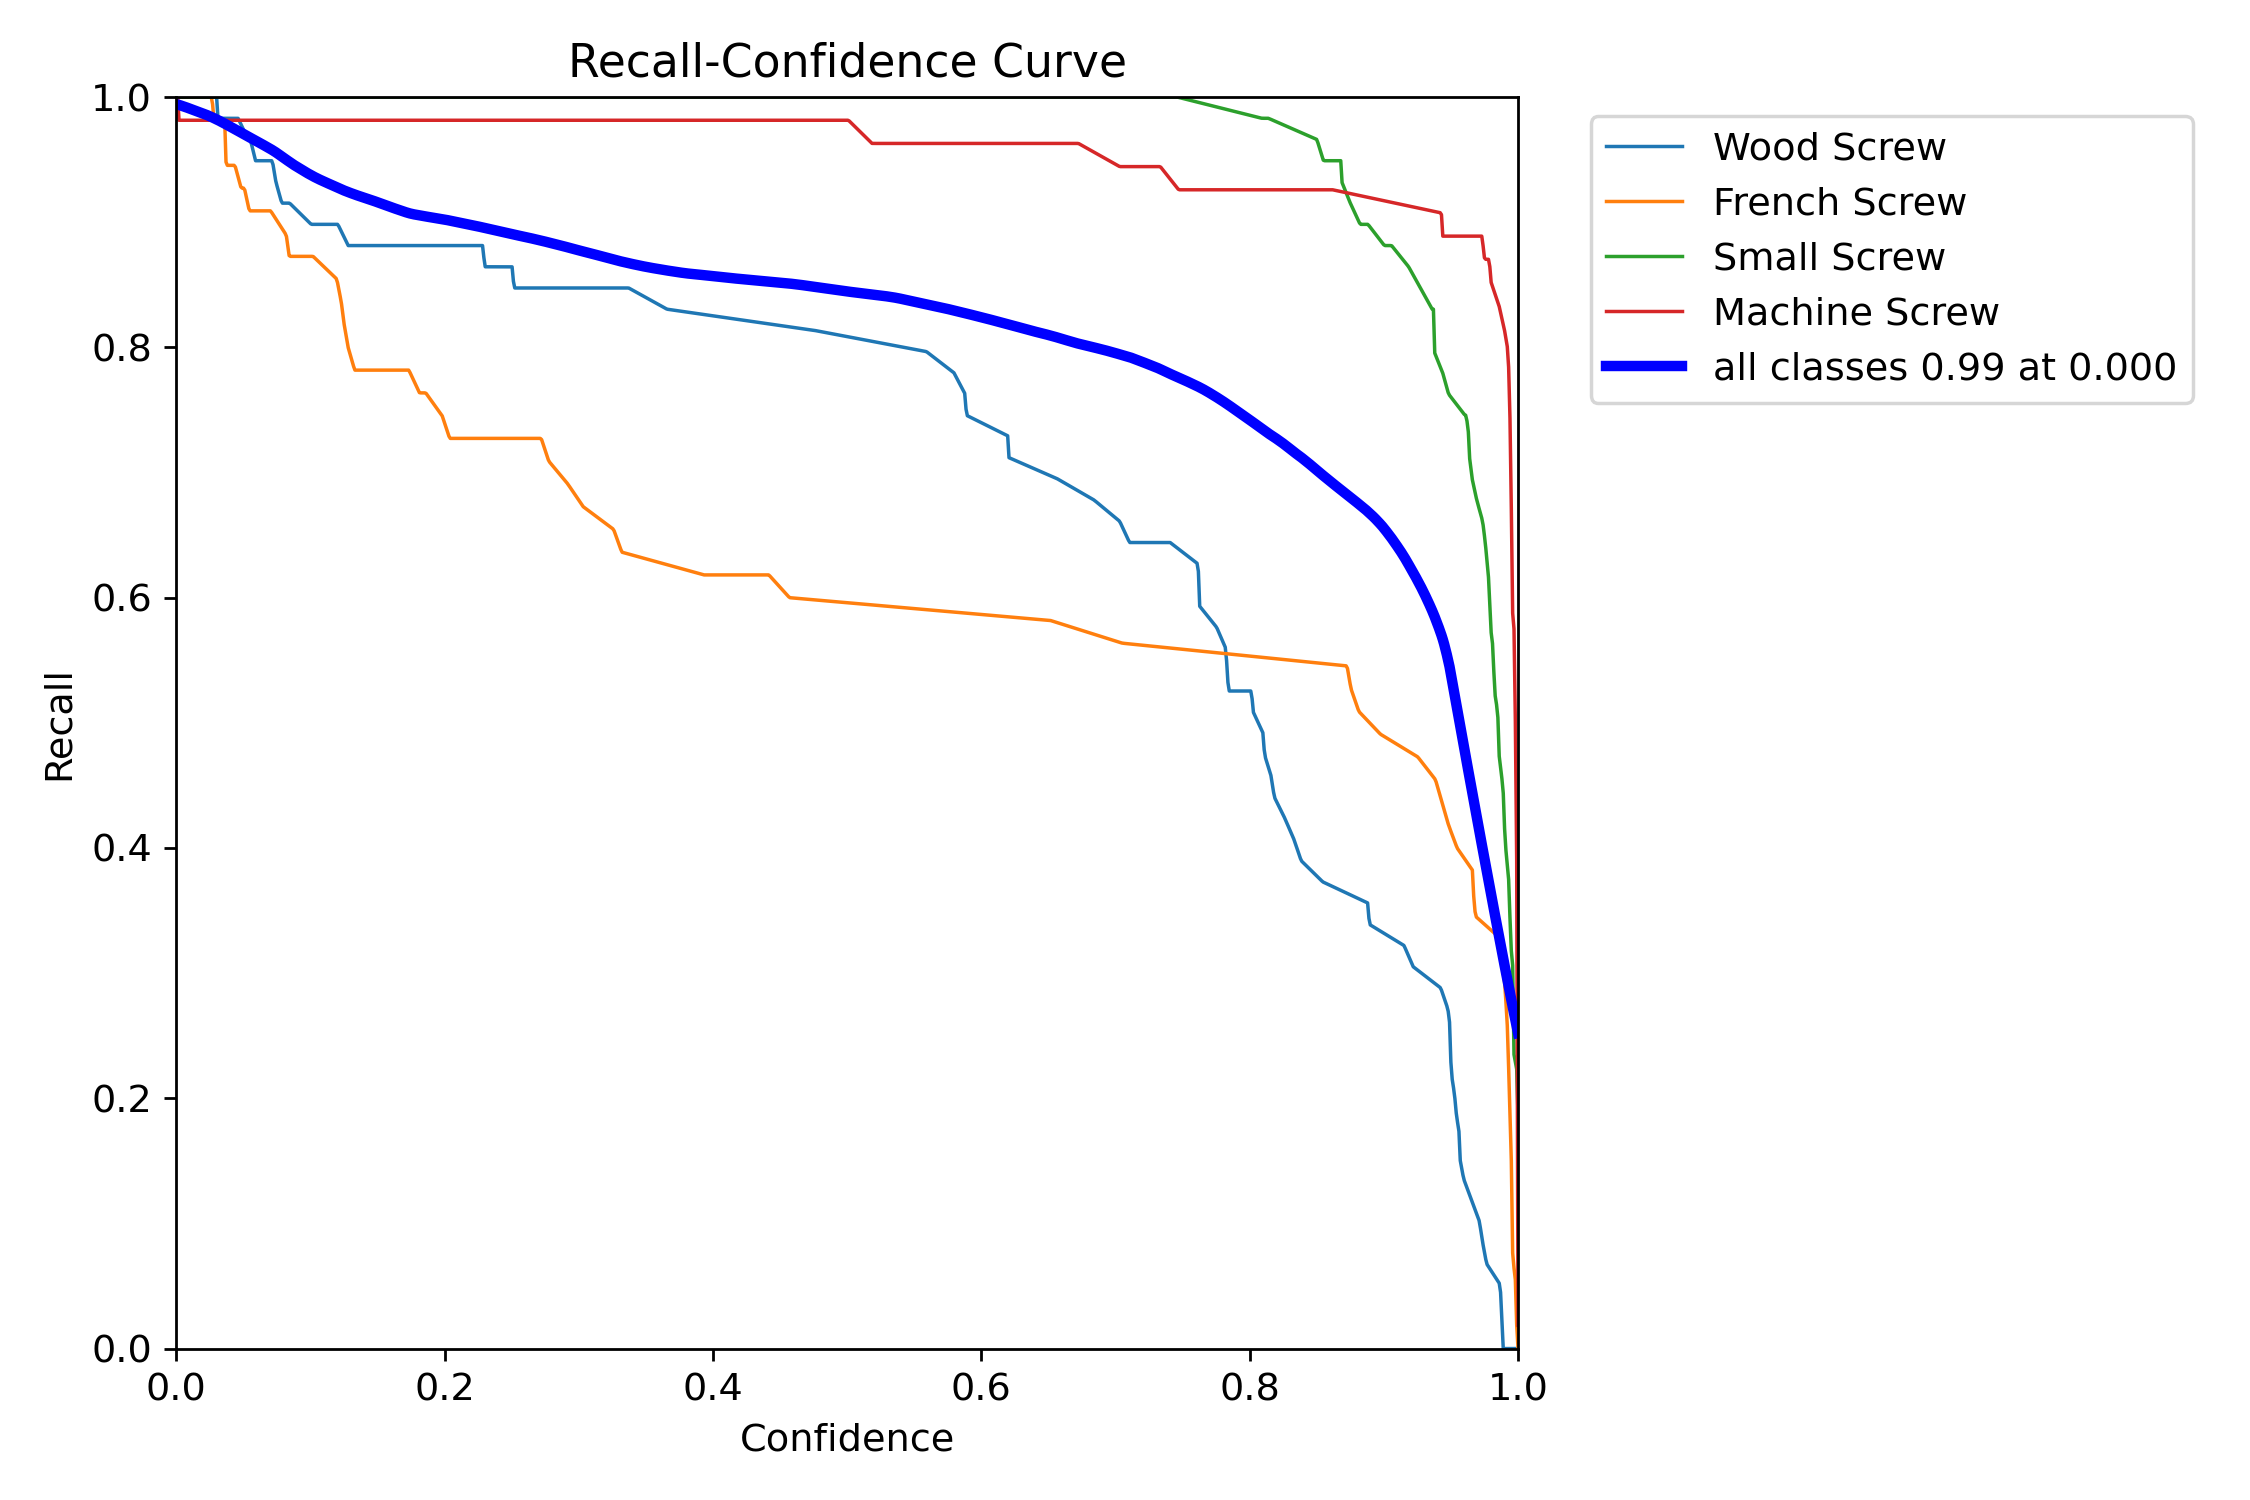 Recall-Confidence Curve
1.0
0.8
0.6
0.4
0.2
0.0
Recall
0.0 0.2 0.4 0.6 0.8 1.0
Confidence
Wood Screw
French Screw
Small Screw
Machine Screw
all classes 0.99 at 0.000